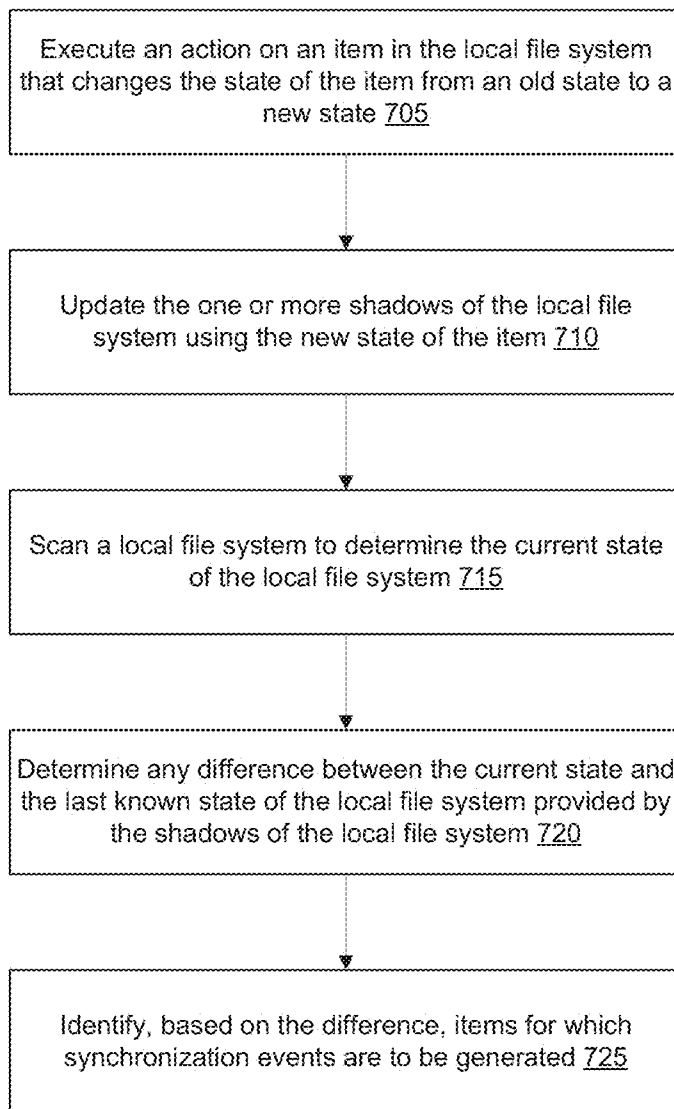 Execute an action on an item in the local file system
that changes the state of the item from an old state to a
new state 705
Update the one or more shadows of the local file
system using the new state of the item 710
Scan a local file system to determine the current state
of the local file system 715
Determine any difference between the current state and
the last known state of the local file system provided by
the shadows of the local file system 720
Identify, based on the difference, items for which
synchronization events are to be generated 725